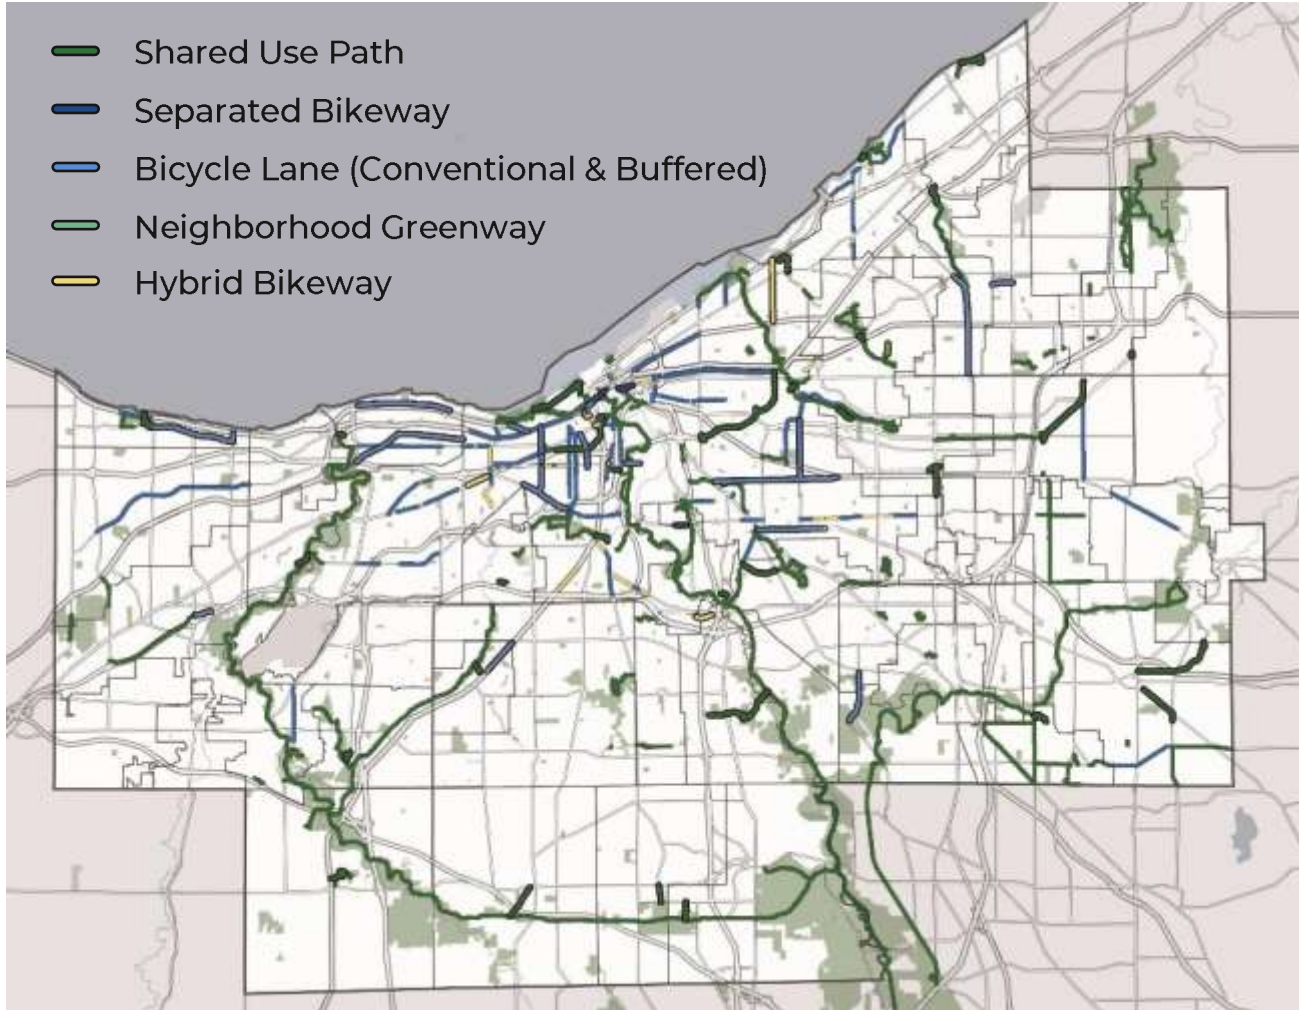 Shared Use Path
Separated Bikeway
Bicycle Lane (Conventional & Buffered)
Neighborhood Greenway
Hybrid Bikeway